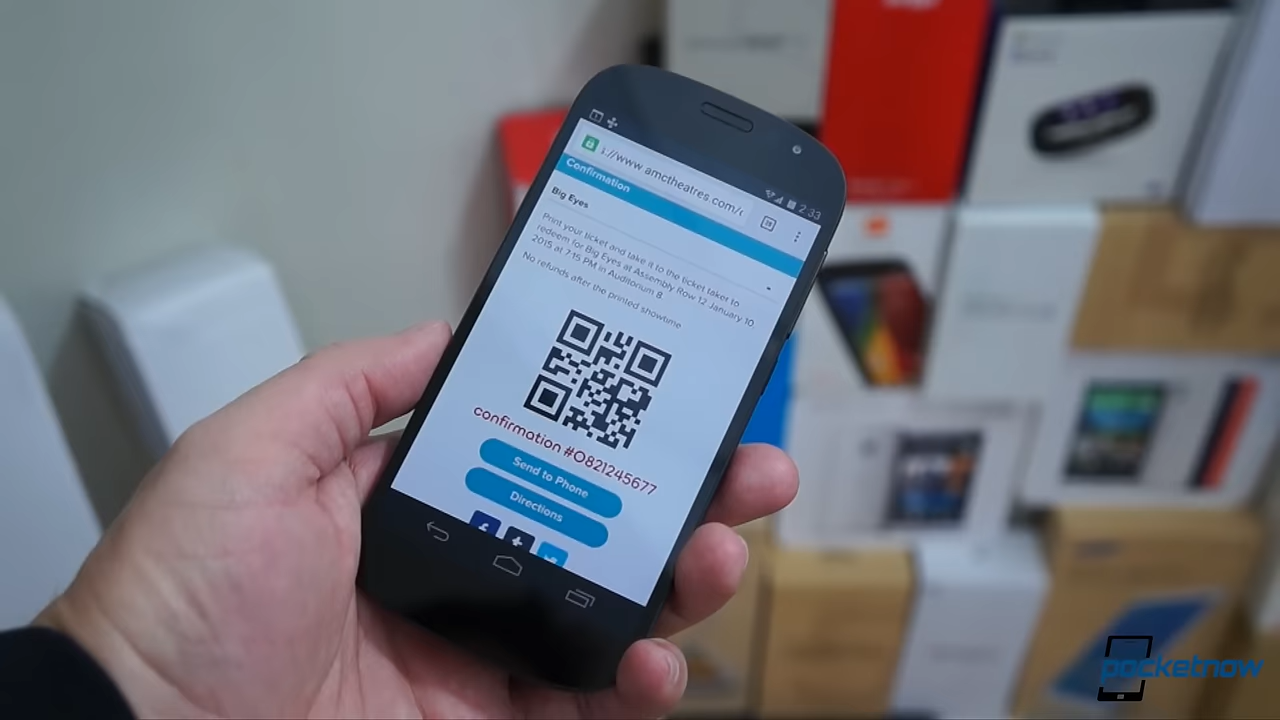 2:33
://www.amctheatres.com/
Confirmation
Big Eyes
Print your ticket and take it to the ticket taker to
redeem for Big Eyes at Assembly Row 12 January 10,
2015 at 7:15 PM in Auditorium 8
No refunds after the printed showtime
confirmation #0821245677
Send to Phone
Directions
pocketnow